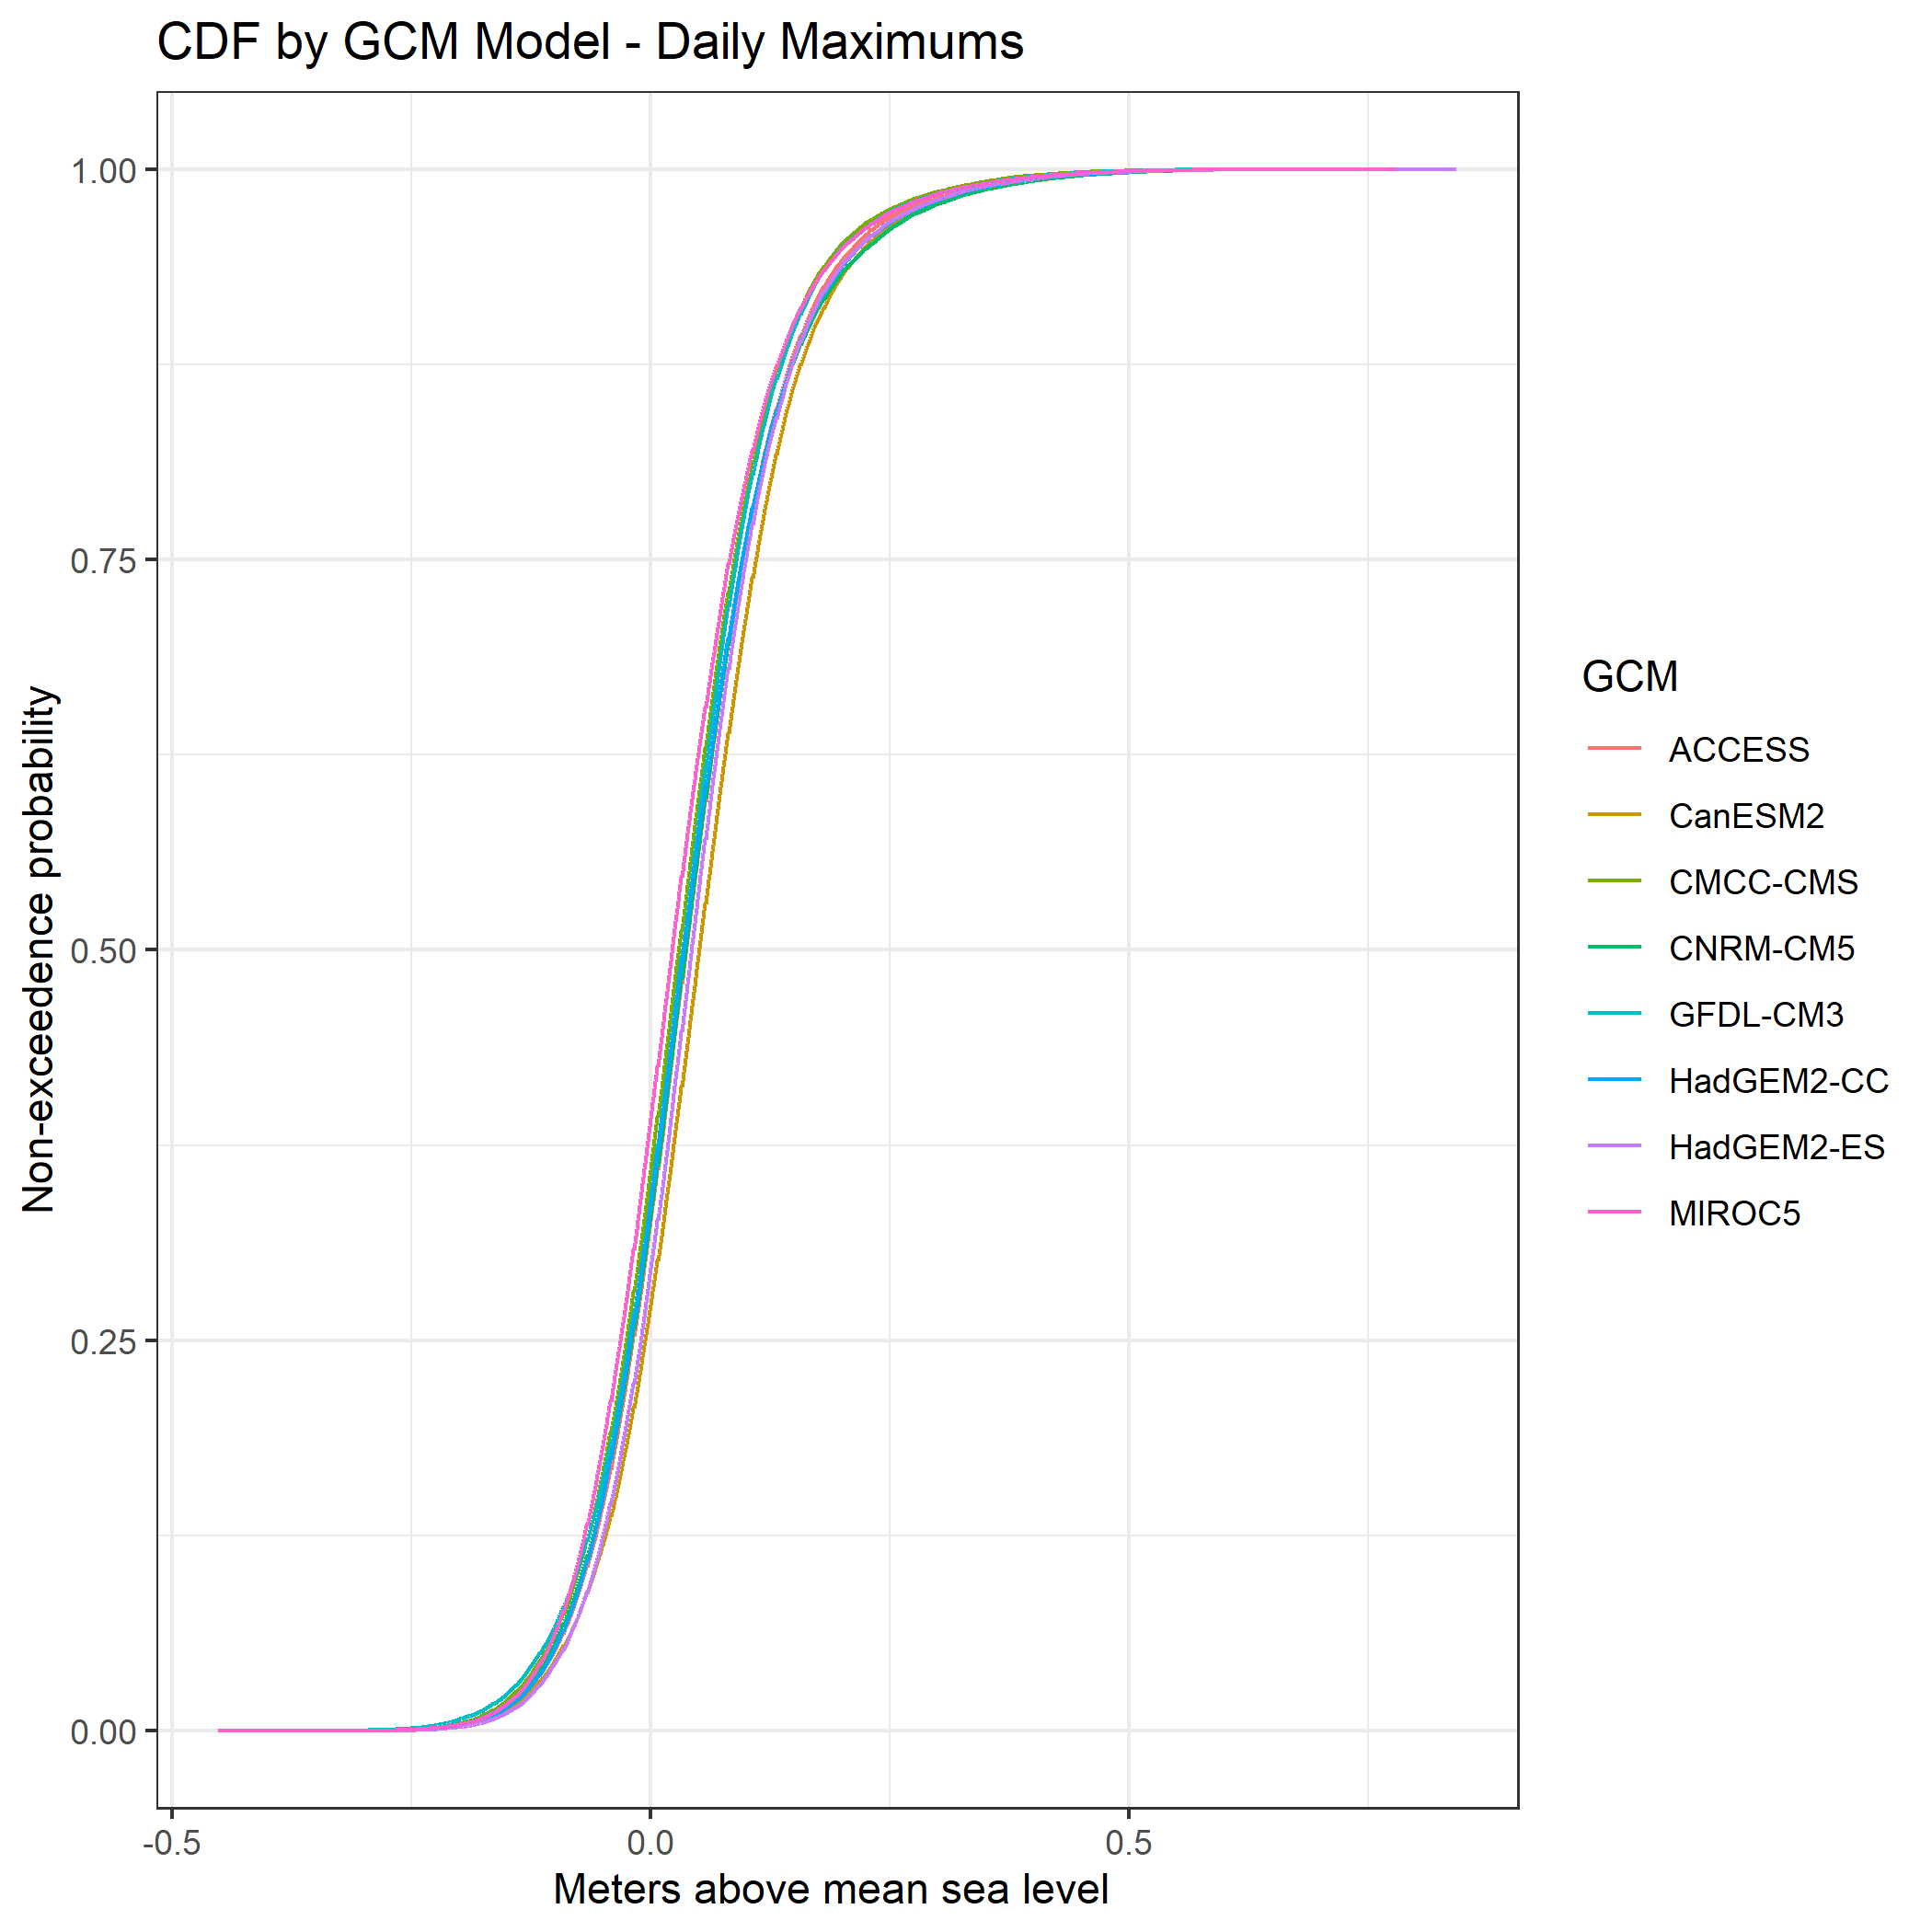 CDF by GCM Model - Daily Maximums
Non-exceedence probability
1.00
0.75
0.50
0.25
0.00
-0.5
0.0
0.5
Meters above mean sea level
GCM
ACCESS
CanESM2
CMCC-CMS
CNRM-CM5
GFDL-CM3
HadGEM2-CC
HadGEM2-ES
MIROC5